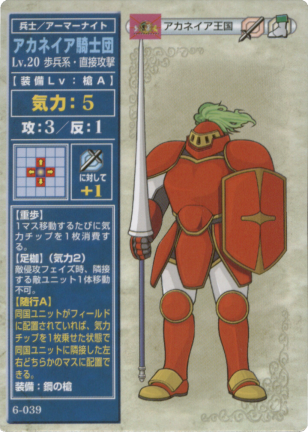 兵士／アーマーナイト
アカネイア王国
アカネイア騎士団
Lv.20 歩兵系・直接攻撃
【装備Lv：槍A】
気力：5
攻：3／反：1
に対して
+1
【重歩】
1マス移動するたびに気
力チップを1枚消費す
る。
【足枷】（気力2）
敵侵攻フェイズ時、隣接
する敵ユニット1体移動
不可。
【随行A】
同国ユニットがフィールド
に配置されていれば、気力
チップを1枚乗せた状態で
同国ユニットに隣接した左
右どちらかのマスに配置で
きる。
装備：鋼の槍
6-039